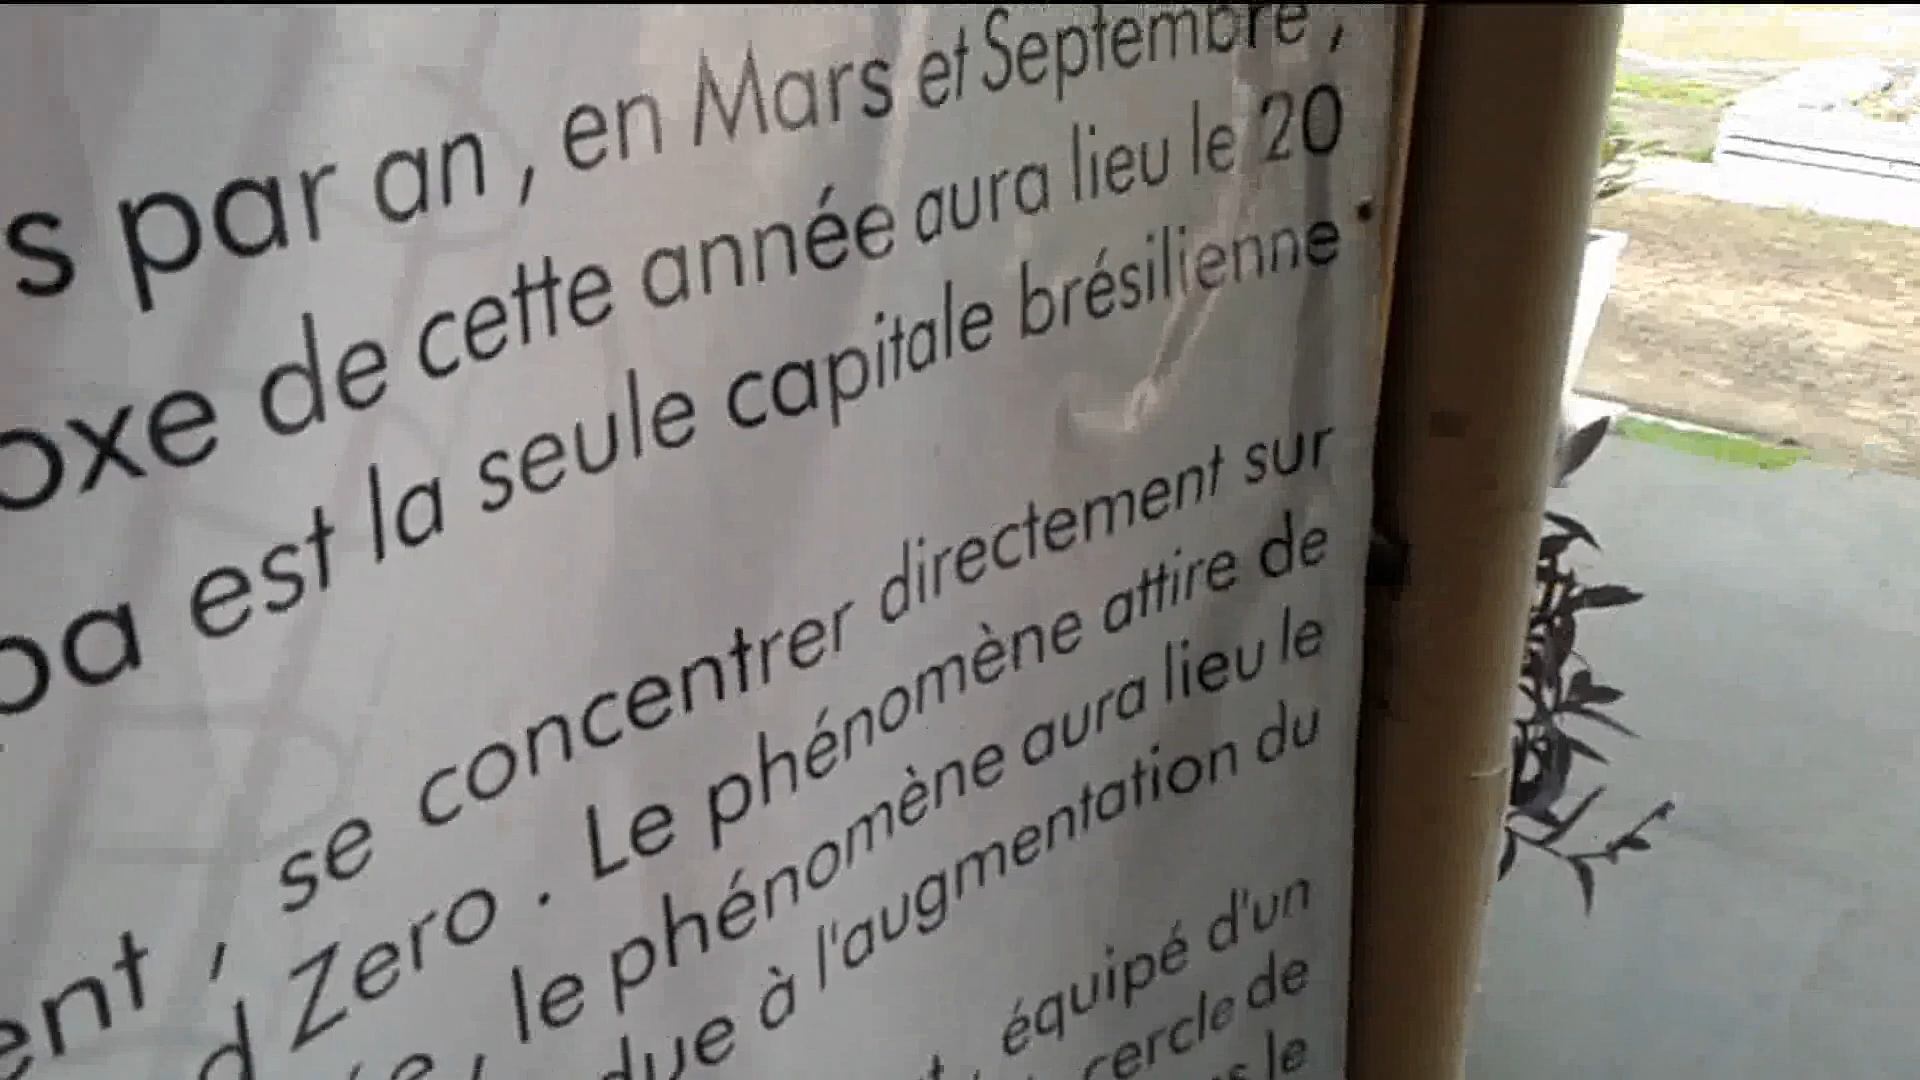 s par an , en Mars et Septembre ,
oxe de cette année aura lieu le 20
pa est la seule capitale brésilienne
se concentrer directement sur
ent , d Zero . Le phénomène attire de
le phénomène aura lieu le
due à l'augmentation du
équipé d'un
cercle de
le